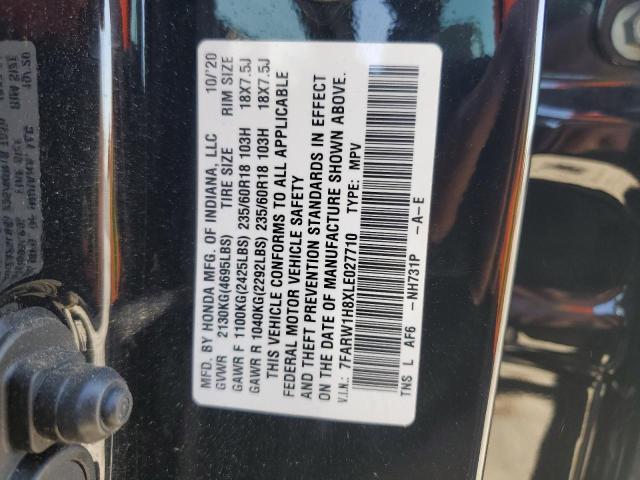 MFD. BY HONDA MFG. OF INDIANA, LLC 10/'20
GVWR 2130KG(4695LBS) TIRE SIZE RIM SIZE
GAWR F 1100KG(2425LBS) 235/60R18 103H 18X7.5J
GAWR R 1040KG(2292LBS) 235/60R18 103H 18X7.5J
THIS VEHICLE CONFORMS TO ALL APPLICABLE
FEDERAL MOTOR VEHICLE SAFETY
AND THEFT PREVENTION STANDARDS IN EFFECT
ON THE DATE OF MANUFACTURE SHOWN ABOVE.
V.I.N.: 7FARW1H8XLE027710 TYPE: MPV
TNS L AF6 -NH731P -A-E